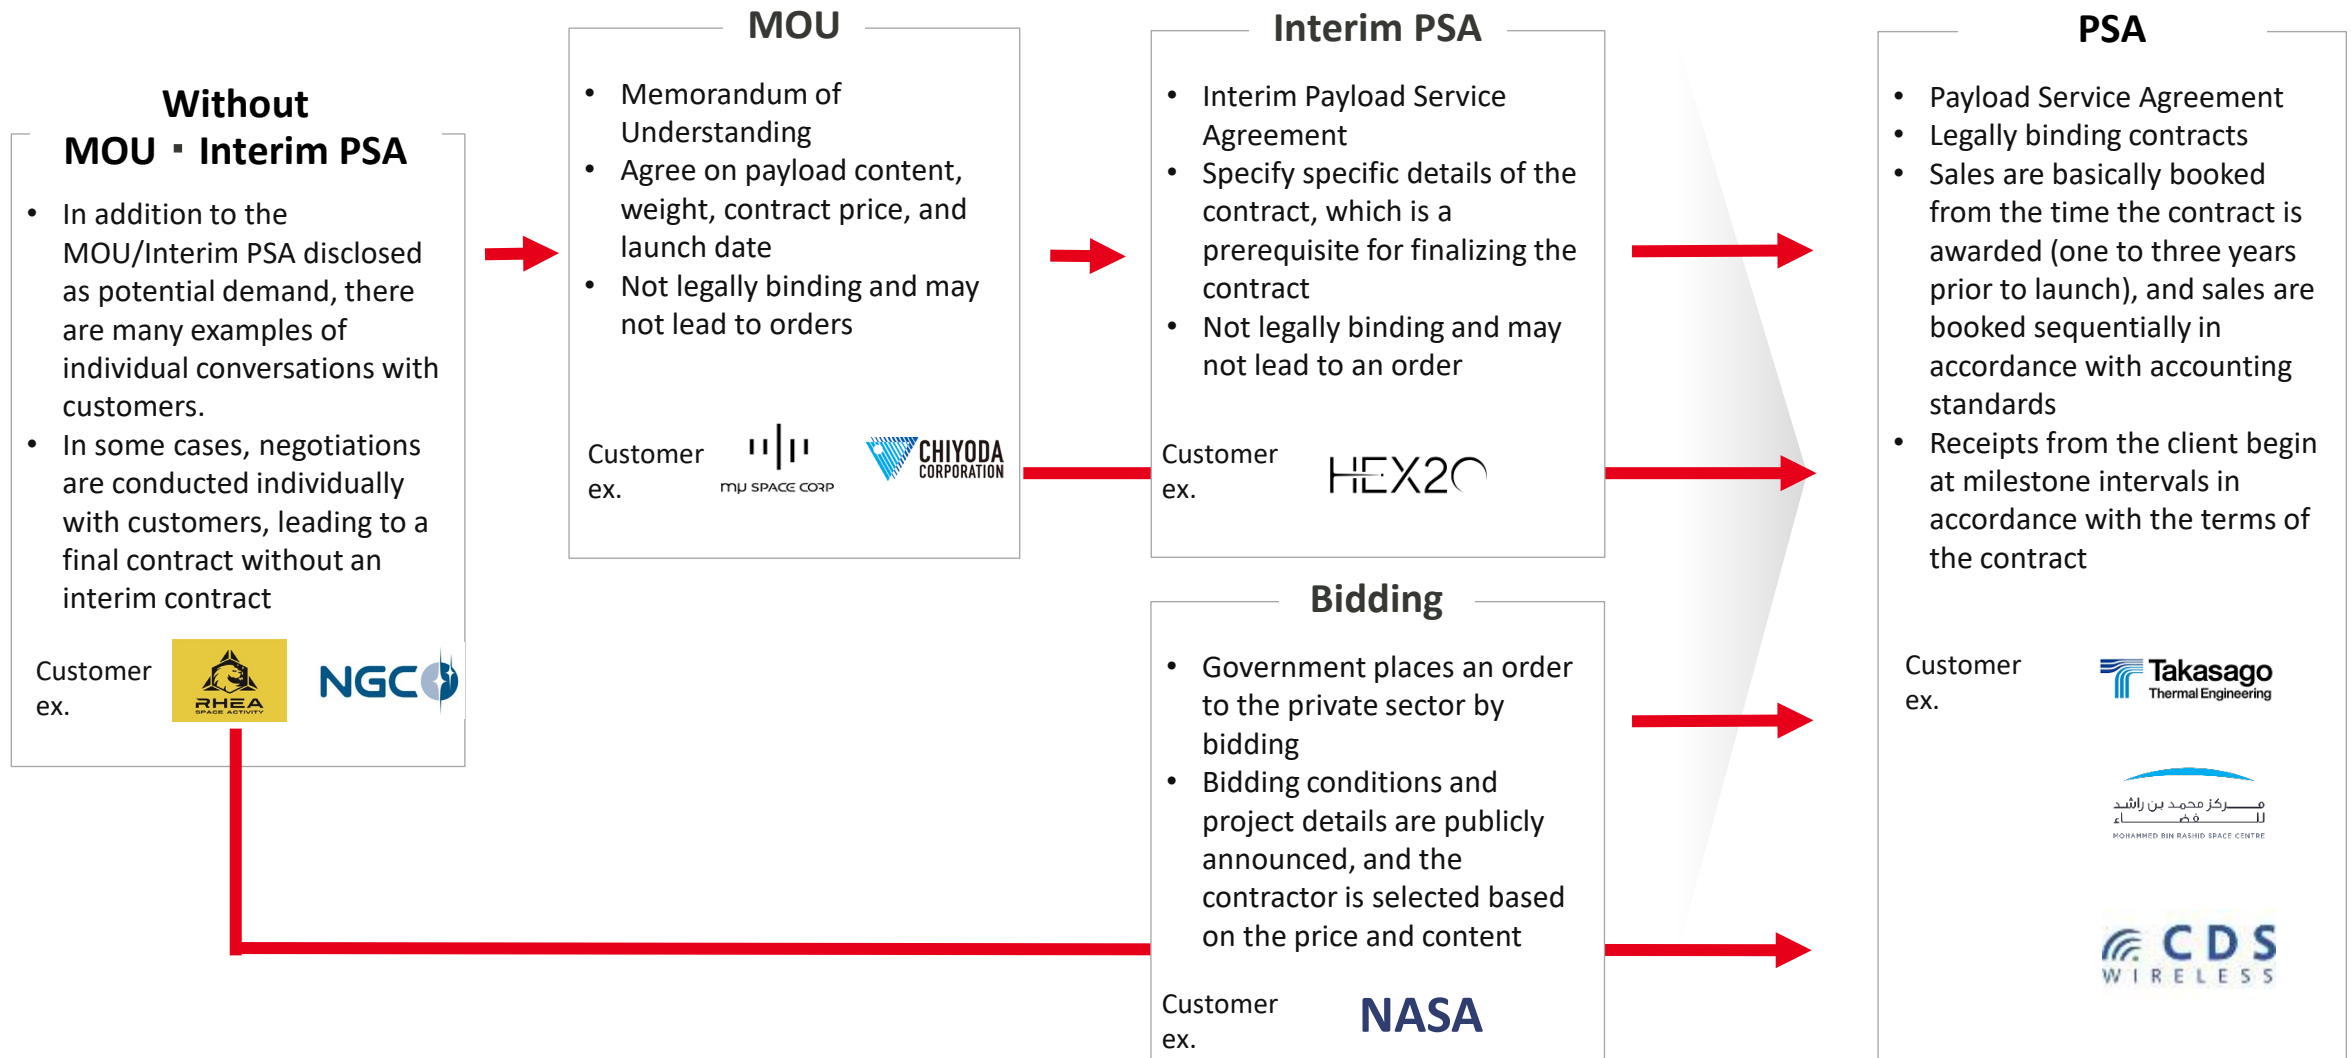 Without
MOU・Interim PSA
• In addition to the
MOU/Interim PSA disclosed
as potential demand, there
are many examples of
individual conversations with
customers.
• In some cases, negotiations
are conducted individually
with customers, leading to a
final contract without an
interim contract
Customer
ex.
RHEA
SPACE ACTIVITY
NGC
MOU
• Memorandum of
Understanding
• Agree on payload content,
weight, contract price, and
launch date
• Not legally binding and may
not lead to orders
Customer
ex.
mµ SPACE CORP
CHIYODA
CORPORATION
Interim PSA
• Interim Payload Service
Agreement
• Specify specific details of the
contract, which is a
prerequisite for finalizing the
contract
• Not legally binding and may
not lead to an order
Customer
ex.
HEX20
Bidding
• Government places an order
to the private sector by
bidding
• Bidding conditions and
project details are publicly
announced, and the
contractor is selected based
on the price and content
Customer
ex.
NASA
PSA
• Payload Service Agreement
• Legally binding contracts
• Sales are basically booked
from the time the contract is
awarded (one to three years
prior to launch), and sales are
booked sequentially in
accordance with accounting
standards
• Receipts from the client begin
at milestone intervals in
accordance with the terms of
the contract
Customer
ex.
Takasago
Thermal Engineering
مركز محمد بن راشد
للفضاء
MOHAMMED BIN RASHID SPACE CENTRE
CDS
WIRELESS